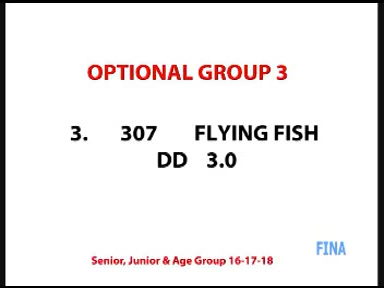 OPTIONAL GROUP 3
3. 307 FLYING FISH
DD 3.0
FINA
Senior, Junior & Age Group 16-17-18